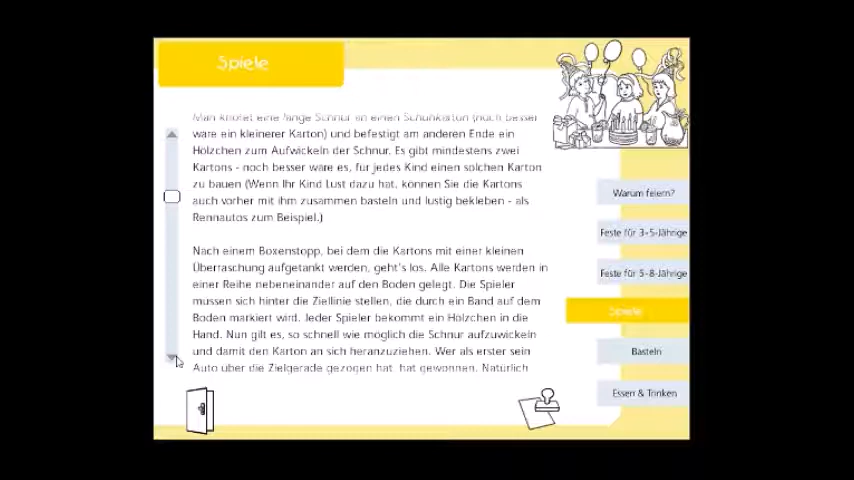 Spiele
Man knotet eine lange Schnur an einen Schuhkarton (noch besser
wäre ein kleinerer Karton) und befestigt am anderen Ende ein
Hölzchen zum Aufwickeln der Schnur. Es gibt mindestens zwei
Kartons - noch besser wäre es, für jedes Kind einen solchen Karton
zu bauen (Wenn Ihr Kind Lust dazu hat, können Sie die Kartons
auch vorher mit ihm zusammen basteln und lustig bekleben - als
Rennautos zum Beispiel.)
Nach einem Boxenstopp, bei dem die Kartons mit einer kleinen
Überraschung aufgetankt werden, geht's los. Alle Kartons werden in
einer Reihe nebeneinander auf den Boden gelegt. Die Spieler
müssen sich hinter die Ziellinie stellen, die durch ein Band auf dem
Boden markiert wird. Jeder Spieler bekommt ein Hölzchen in die
Hand. Nun gilt es, so schnell wie möglich die Schnur aufzuwickeln
und damit den Karton an sich heranzuziehen. Wer als erster sein
Auto über die Zielgerade gezogen hat, hat gewonnen. Natürlich
Warum feiern?
Feste für 3-5-Jährige
Feste für 5-8-Jährige
Spiele
Basteln
Essen & Trinken